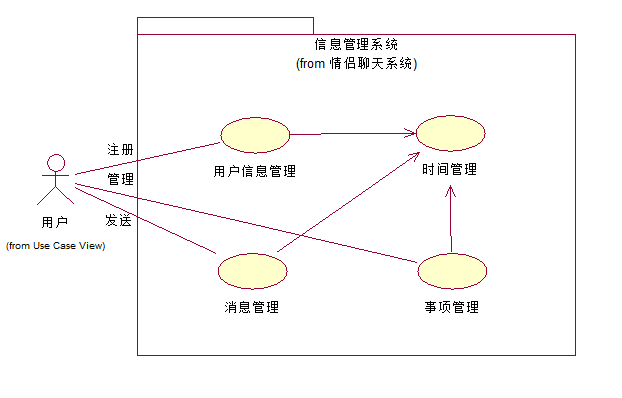 信息管理系统
(from 情侣聊天系统)
注册
用户信息管理
时间管理
管理
用户
发送
(from Use Case View)
消息管理
事项管理